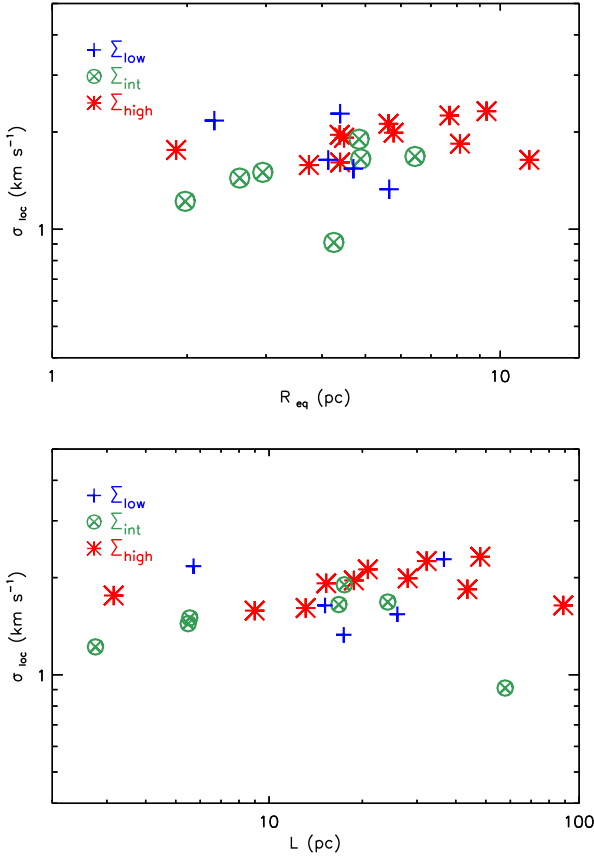 Σlow
Σint
Σhigh
σ loc (km s⁻¹)
1
1
10
R eq (pc)
Σlow
Σint
Σhigh
σ loc (km s⁻¹)
1
10
100
L (pc)